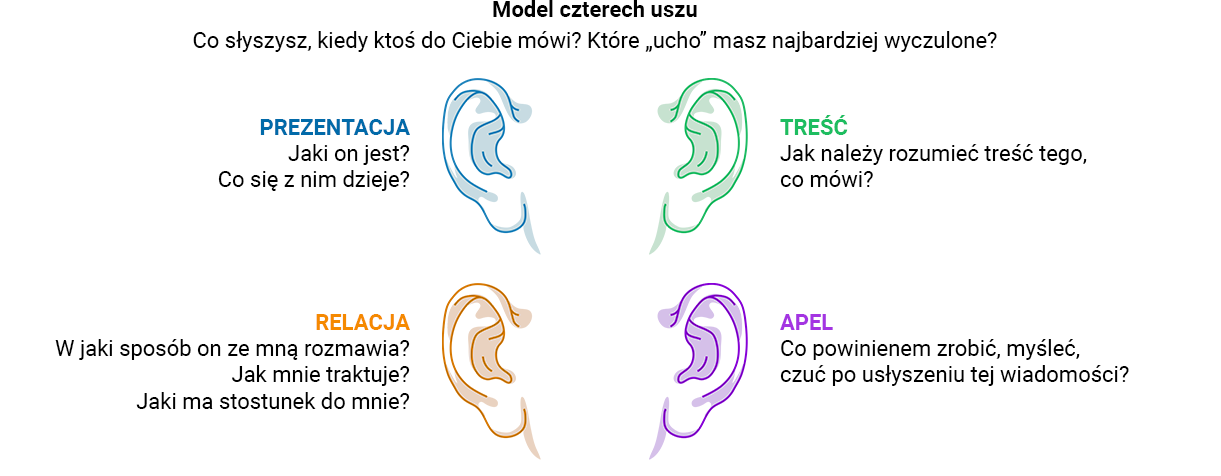 Model czterech uszu
Co słyszysz, kiedy ktoś do Ciebie mówi? Które „ucho” masz najbardziej wyczulone?
PREZENTACJA
Jaki on jest?
Co się z nim dzieje?
TREŚĆ
Jak należy rozumieć treść tego,
co mówi?
RELACJA
W jaki sposób on ze mną rozmawia?
Jak mnie traktuje?
Jaki ma stostunek do mnie?
APEL
Co powinienem zrobić, myśleć,
czuć po usłyszeniu tej wiadomości?